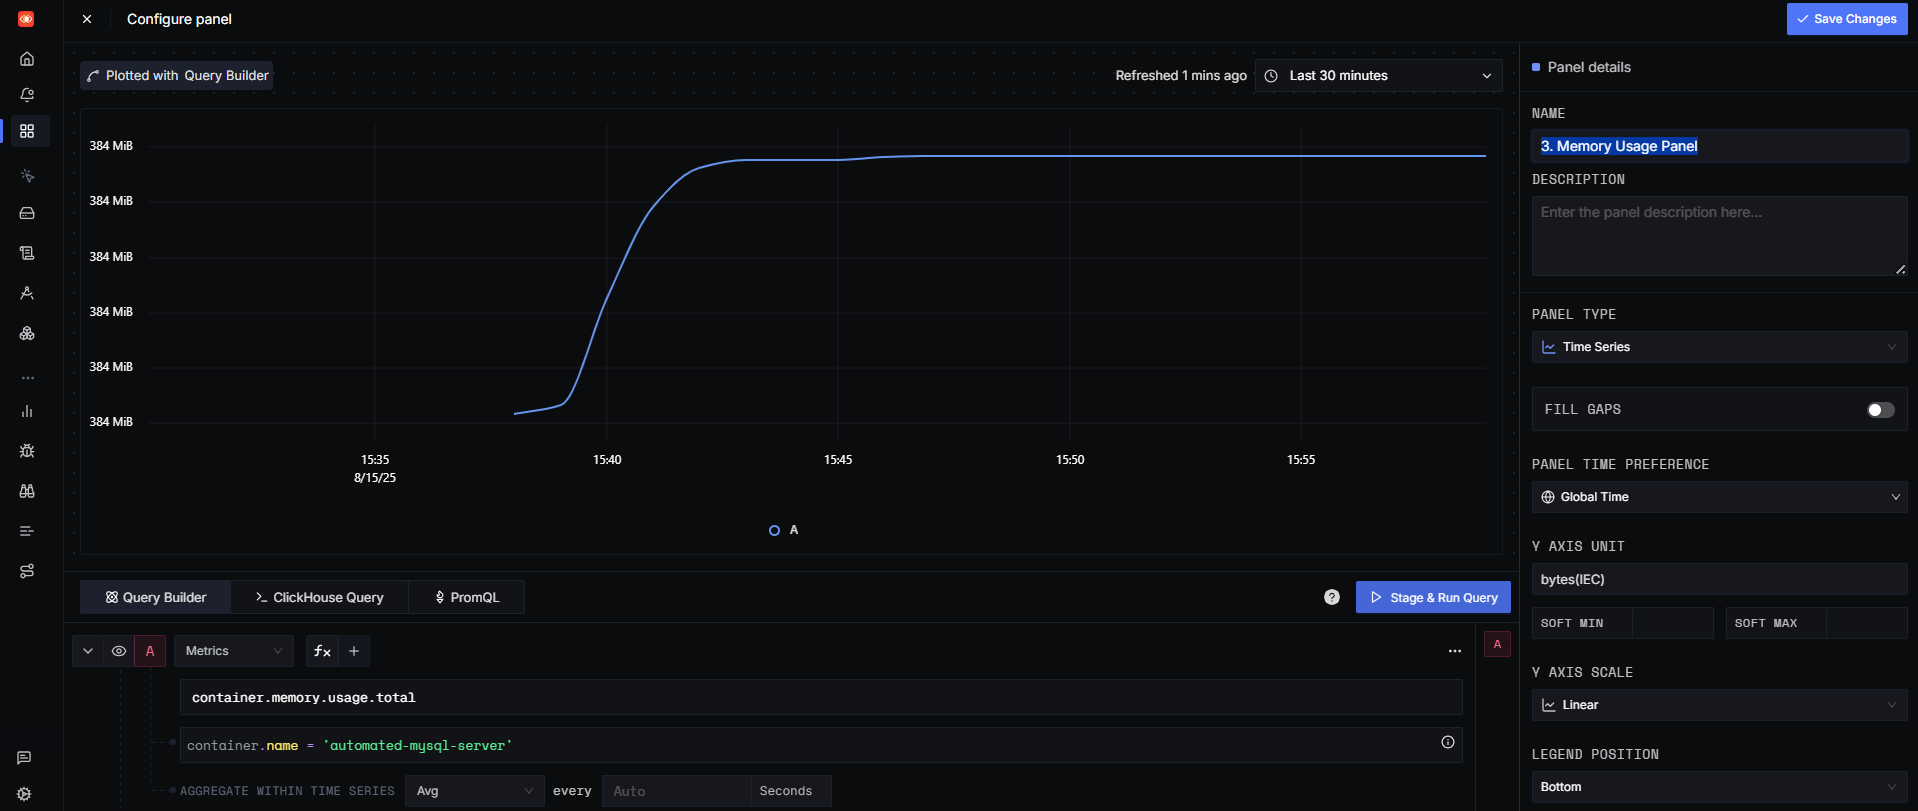 Configure panel
Save Changes
Plotted with Query Builder
Refreshed 1 mins ago
Last 30 minutes
384 MiB
384 MiB
384 MiB
384 MiB
384 MiB
384 MiB
15:35
8/15/25
15:40
15:45
15:50
15:55
A
Query Builder
ClickHouse Query
PromQL
?
Stage & Run Query
A
Metrics
fx
+
...
A
container.memory.usage.total
container.name = 'automated-mysql-server'
AGGREGATE WITHIN TIME SERIES
Avg
every
Auto
Seconds
Panel details
NAME
3. Memory Usage Panel
DESCRIPTION
Enter the panel description here...
PANEL TYPE
Time Series
FILL GAPS
PANEL TIME PREFERENCE
Global Time
Y AXIS UNIT
bytes(IEC)
SOFT MIN
SOFT MAX
Y AXIS SCALE
Linear
LEGEND POSITION
Bottom